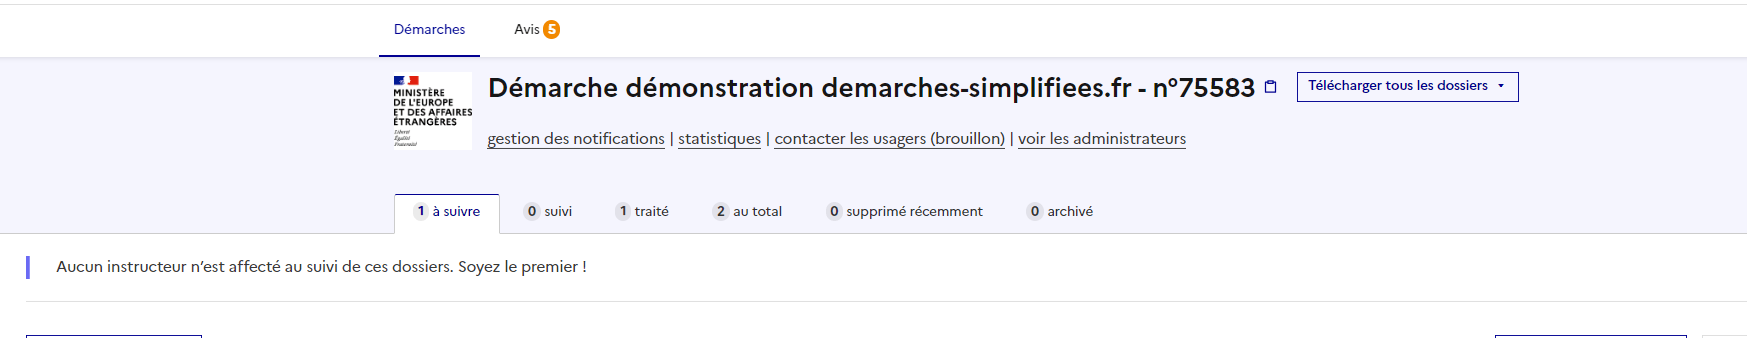 Démarches
Avis 5
MINISTÈRE
DE L'EUROPE
ET DES AFFAIRES
ÉTRANGÈRES
Liberté
Égalité
Fraternité
Démarche démonstration demarches-simplifiees.fr - n°75583
Télécharger tous les dossiers
gestion des notifications | statistiques | contacter les usagers (brouillon) | voir les administrateurs
1 à suivre
0 suivi
1 traité
2 au total
0 supprimé récemment
0 archivé
Aucun instructeur n’est affecté au suivi de ces dossiers. Soyez le premier !